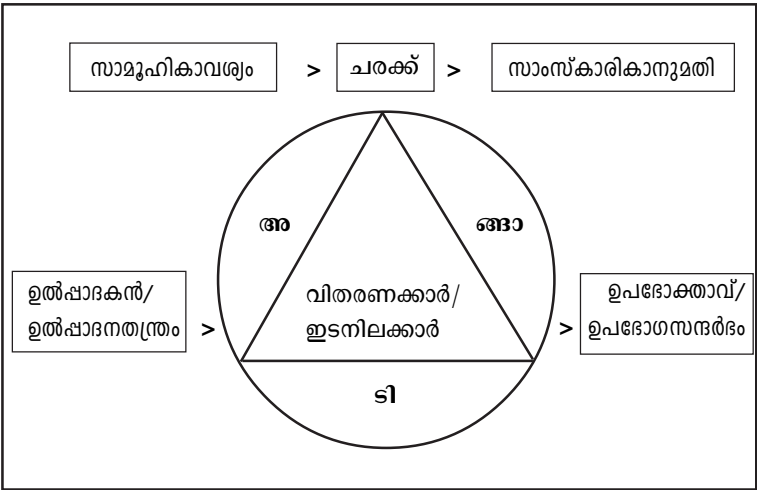 സാമൂഹികാവശ്യം > ചരക്ക് > സാംസ്കാരികാനുമതി
അ
ങ്ങാ
ഉൽപ്പാദകൻ/
ഉൽപ്പാദനതന്ത്രം >
വിതരണക്കാർ/
ഇടനിലക്കാർ
> ഉപഭോക്താവ്/
ഉപഭോഗസന്ദർഭം
ടി